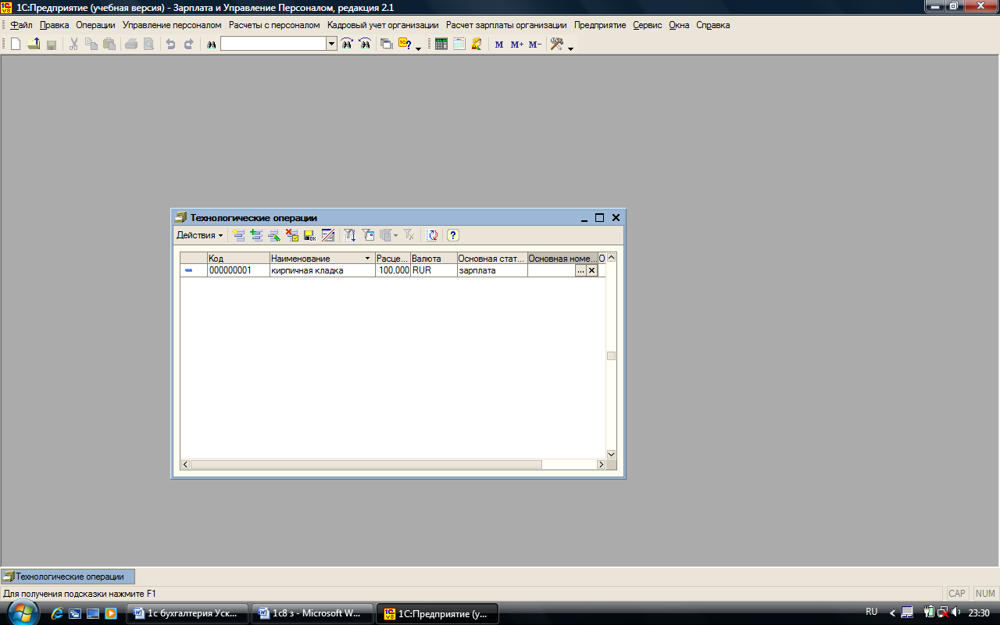 1С:Предприятие (учебная версия) - Зарплата и Управление Персоналом, редакция 2.1
Файл Правка Операции Управление персоналом Расчеты с персоналом Кадровый учет организации Расчет зарплаты организации Предприятие Сервис Окна Справка
M M+ M-
Технологические операции
Действия
Код Наименование Расце... Валюта Основная стат... Основная номе... О
000000001 кирпичная кладка 100,000 RUR зарплата ...
Технологические операции
Для получения подсказки нажмите F1 CAP NUM
1с бухгалтерия Уск... 1с8 з - Microsoft W... 1С:Предприятие (у... RU 23:30